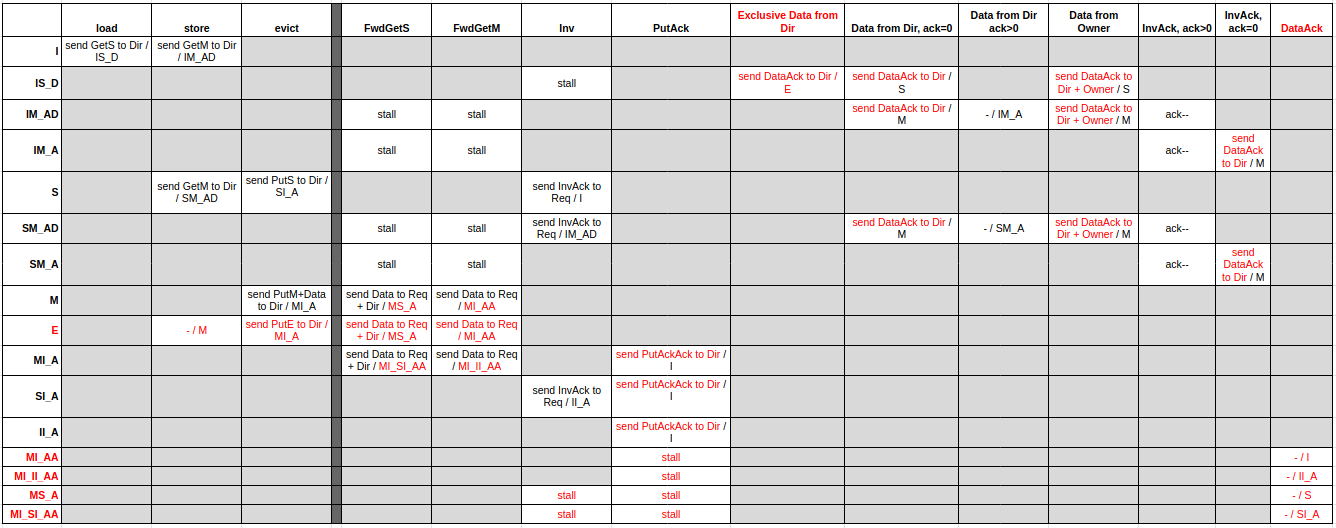 load store evict FwdGetS FwdGetM Inv PutAck Exclusive Data from Dir Data from Dir, ack=0 Data from Dir ack>0 Data from Owner InvAck, ack>0 InvAck, ack=0 DataAck
I send GetS to Dir / IS_D send GetM to Dir / IM_AD
IS_D stall send DataAck to Dir / E send DataAck to Dir / S send DataAck to Dir + Owner / S
IM_AD stall stall send DataAck to Dir / M - / IM_A send DataAck to Dir + Owner / M ack--
IM_A stall stall ack-- send DataAck to Dir / M
S send GetM to Dir / SM_AD send PutS to Dir / SI_A send InvAck to Req / I
SM_AD stall stall send InvAck to Req / IM_AD send DataAck to Dir / M - / SM_A send DataAck to Dir + Owner / M ack--
SM_A stall stall ack-- send DataAck to Dir / M
M send PutM+Data to Dir / MI_A send Data to Req + Dir / MS_A send Data to Req / MI_AA
E - / M send PutE to Dir / MI_A send Data to Req + Dir / MS_A send Data to Req / MI_AA
MI_A send Data to Req + Dir / MI_SI_AA send Data to Req / MI_II_AA send PutAckAck to Dir / I
SI_A send InvAck to Req / II_A send PutAckAck to Dir / I
II_A send PutAckAck to Dir / I
MI_AA stall - / I
MI_II_AA stall - / II_A
MS_A stall stall - / S
MI_SI_AA stall stall - / SI_A